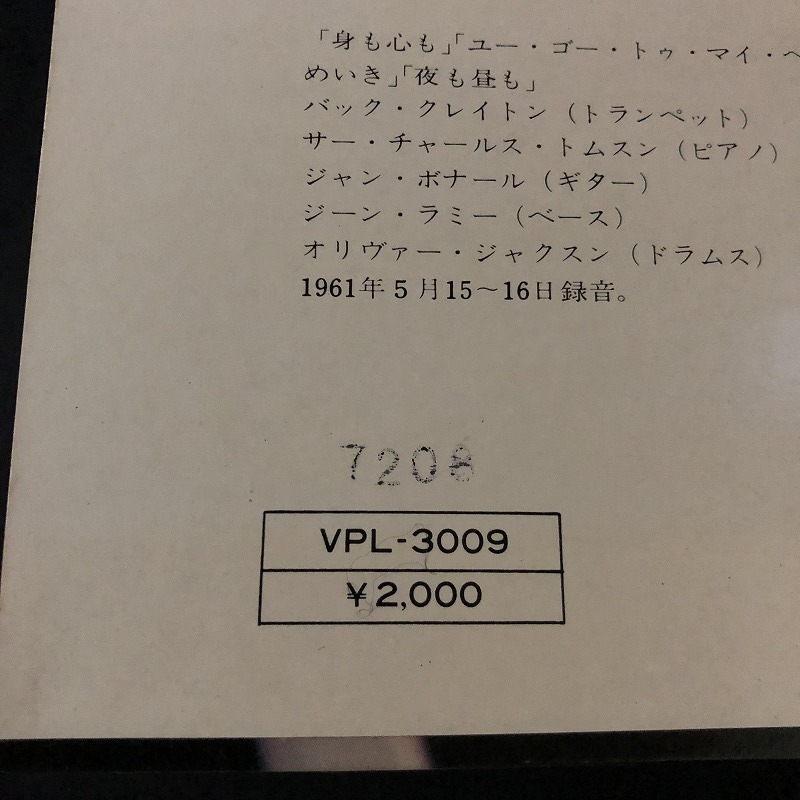 「身も心も」「ユー・ゴー・トゥ・マイ・ヘ
めいき」「夜も昼も」
バック・クレイトン（トランペット）
サー・チャールス・トムスン（ピアノ）
ジャン・ボナール（ギター）
ジーン・ラミー（ベース）
オリヴァー・ジャクスン（ドラムス）
1961年5月15〜16日録音。
7208
VPL-3009
¥2,000